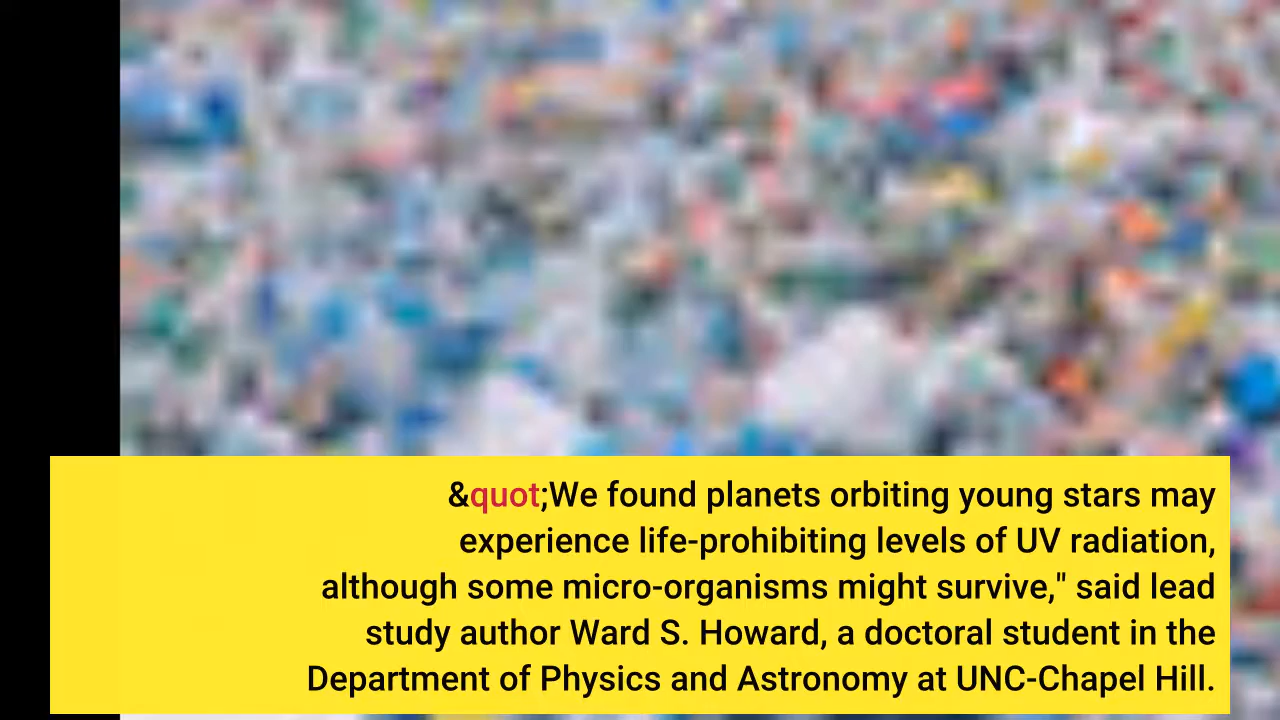 &quot;We found planets orbiting young stars may
experience life-prohibiting levels of UV radiation,
although some micro-organisms might survive," said lead
study author Ward S. Howard, a doctoral student in the
Department of Physics and Astronomy at UNC-Chapel Hill.